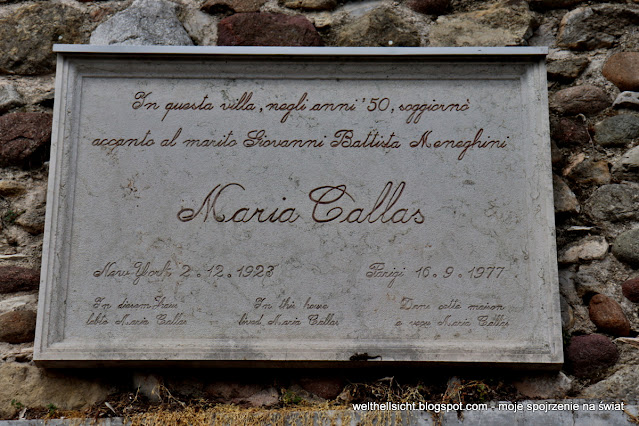 In questa villa, negli anni '50, soggiornò
accanto al marito Giovanni Battista Meneghini
Maria Callas
New York 2.12.1923 Parigi 16.9.1977
In diesem Haus In this house Dans cette maison
lebte Maria Callas lived Maria Callas a vecu Maria Callas
welthellsicht.blogspot.com - moje spojrzenie na świat